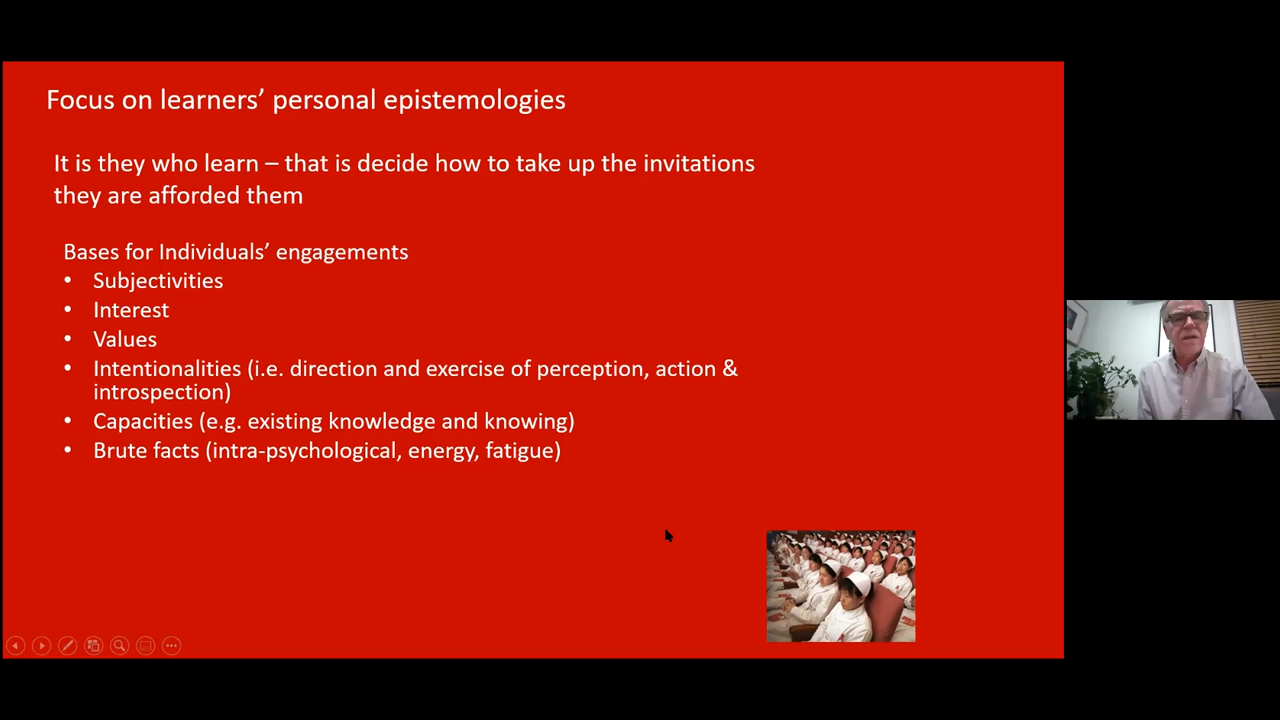 Focus on learners’ personal epistemologies
It is they who learn – that is decide how to take up the invitations
they are afforded them
Bases for Individuals’ engagements
• Subjectivities
• Interest
• Values
• Intentionalities (i.e. direction and exercise of perception, action &
introspection)
• Capacities (e.g. existing knowledge and knowing)
• Brute facts (intra-psychological, energy, fatigue)